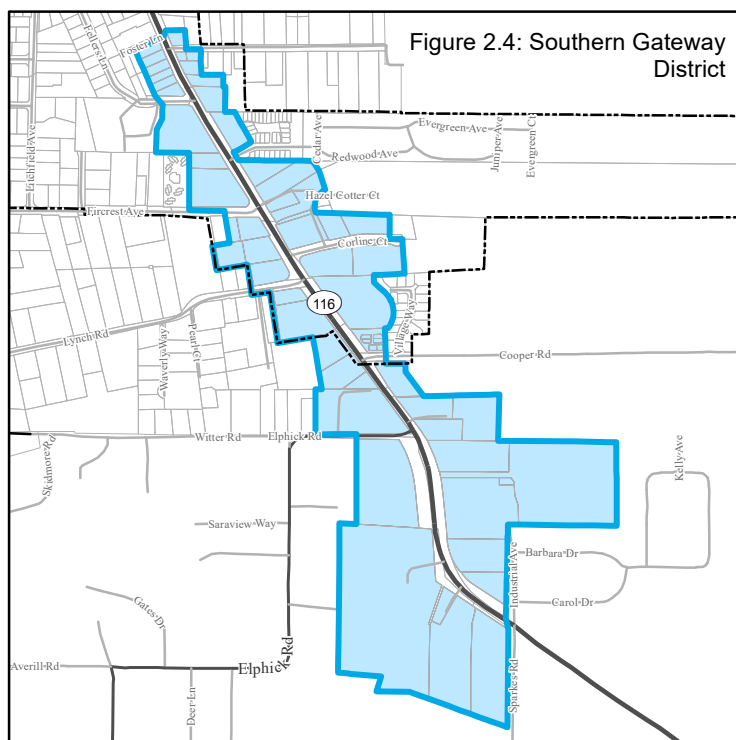 Figure 2.4: Southern Gateway
District
Fellers Ln
Foster Ln
Litchfield Ave
Cedar Ave
Evergreen Ave
Juniper Ave
Evergreen Ct
Redwood Ave
Hazel Cotter Ct
Fircrest Ave
Corline Ct
116
Lynch Rd
Waverly Way
Pearl Ct
Village Way
Cooper Rd
Witter Rd
Elphick Rd
Skidmore Rd
Kelly Ave
Saraview Way
Barbara Dr
Industrial Ave
Carol Dr
Gates Dr
Averill Rd
Elphick Rd
Deer Ln
Sparkes Rd